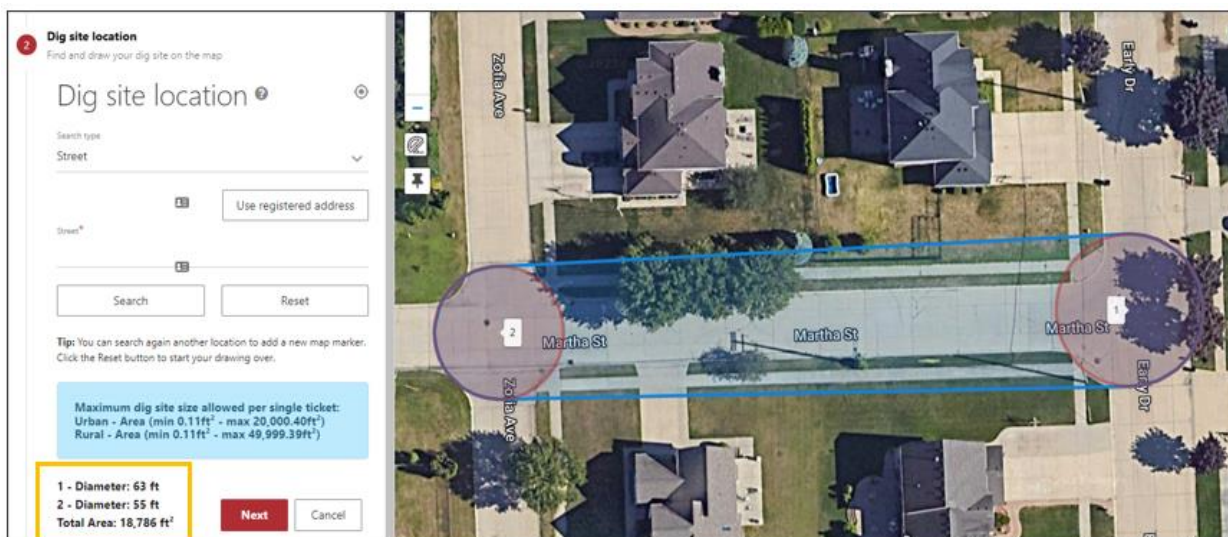 2
Dig site location
Find and draw your dig site on the map
Dig site location
Search type
Street
Use registered address
Street*
Search
Reset
Tip: You can search again another location to add a new map marker.
Click the Reset button to start your drawing over.
Maximum dig site size allowed per single ticket:
Urban - Area (min 0.11ft² - max 20,000.40ft²)
Rural - Area (min 0.11ft² - max 49,999.39ft²)
1 - Diameter: 63 ft
2 - Diameter: 55 ft
Total Area: 18,786 ft²
Next
Cancel
Zofia Ave
Early Dr
2
Martha St
Martha St
Martha St
1
Zofia Ave
Early Dr